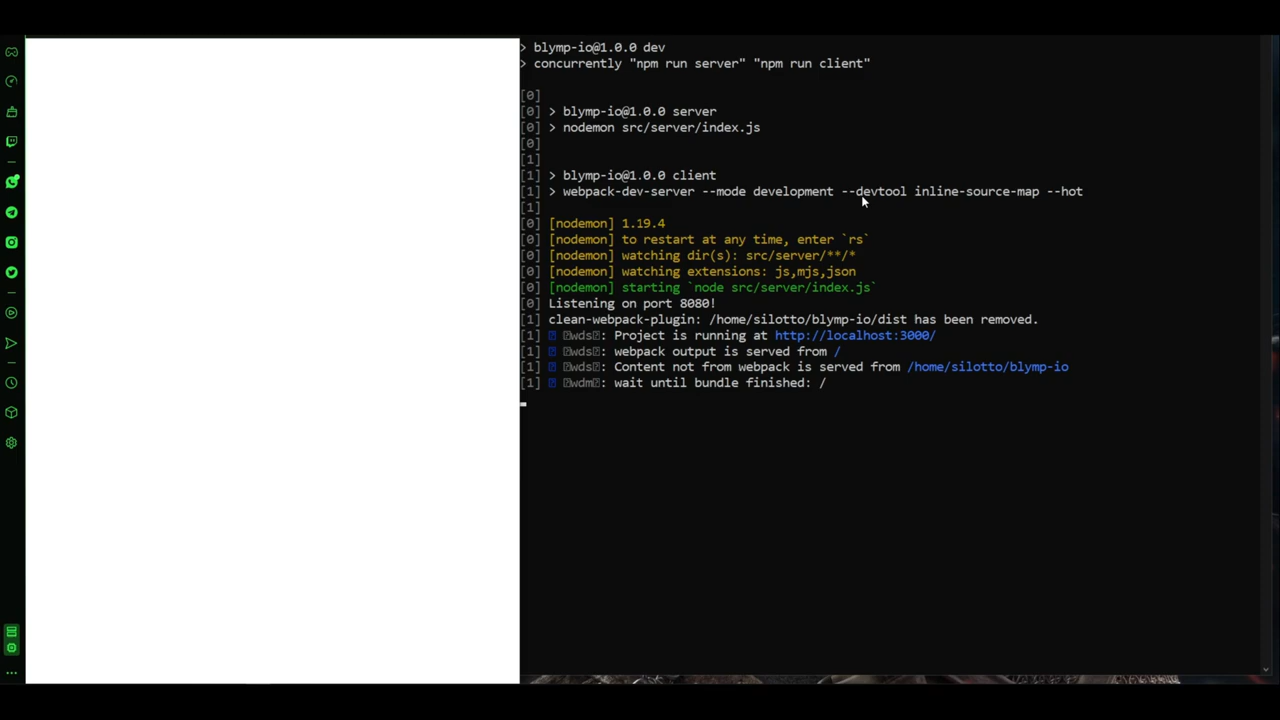 > blymp-io@1.0.0 dev
> concurrently "npm run server" "npm run client"
[0]
[0] > blymp-io@1.0.0 server
[0] > nodemon src/server/index.js
[0]
[1]
[1] > blymp-io@1.0.0 client
[1] > webpack-dev-server --mode development --devtool inline-source-map --hot
[1]
[0] [nodemon] 1.19.4
[0] [nodemon] to restart at any time, enter `rs`
[0] [nodemon] watching dir(s): src/server/**/*
[0] [nodemon] watching extensions: js,mjs,json
[0] [nodemon] starting `node src/server/index.js`
[0] Listening on port 8080!
[1] clean-webpack-plugin: /home/silotto/blymp-io/dist has been removed.
[1] wds: Project is running at http://localhost:3000/
[1] wds: webpack output is served from /
[1] wds: Content not from webpack is served from /home/silotto/blymp-io
[1] wdm: wait until bundle finished: /